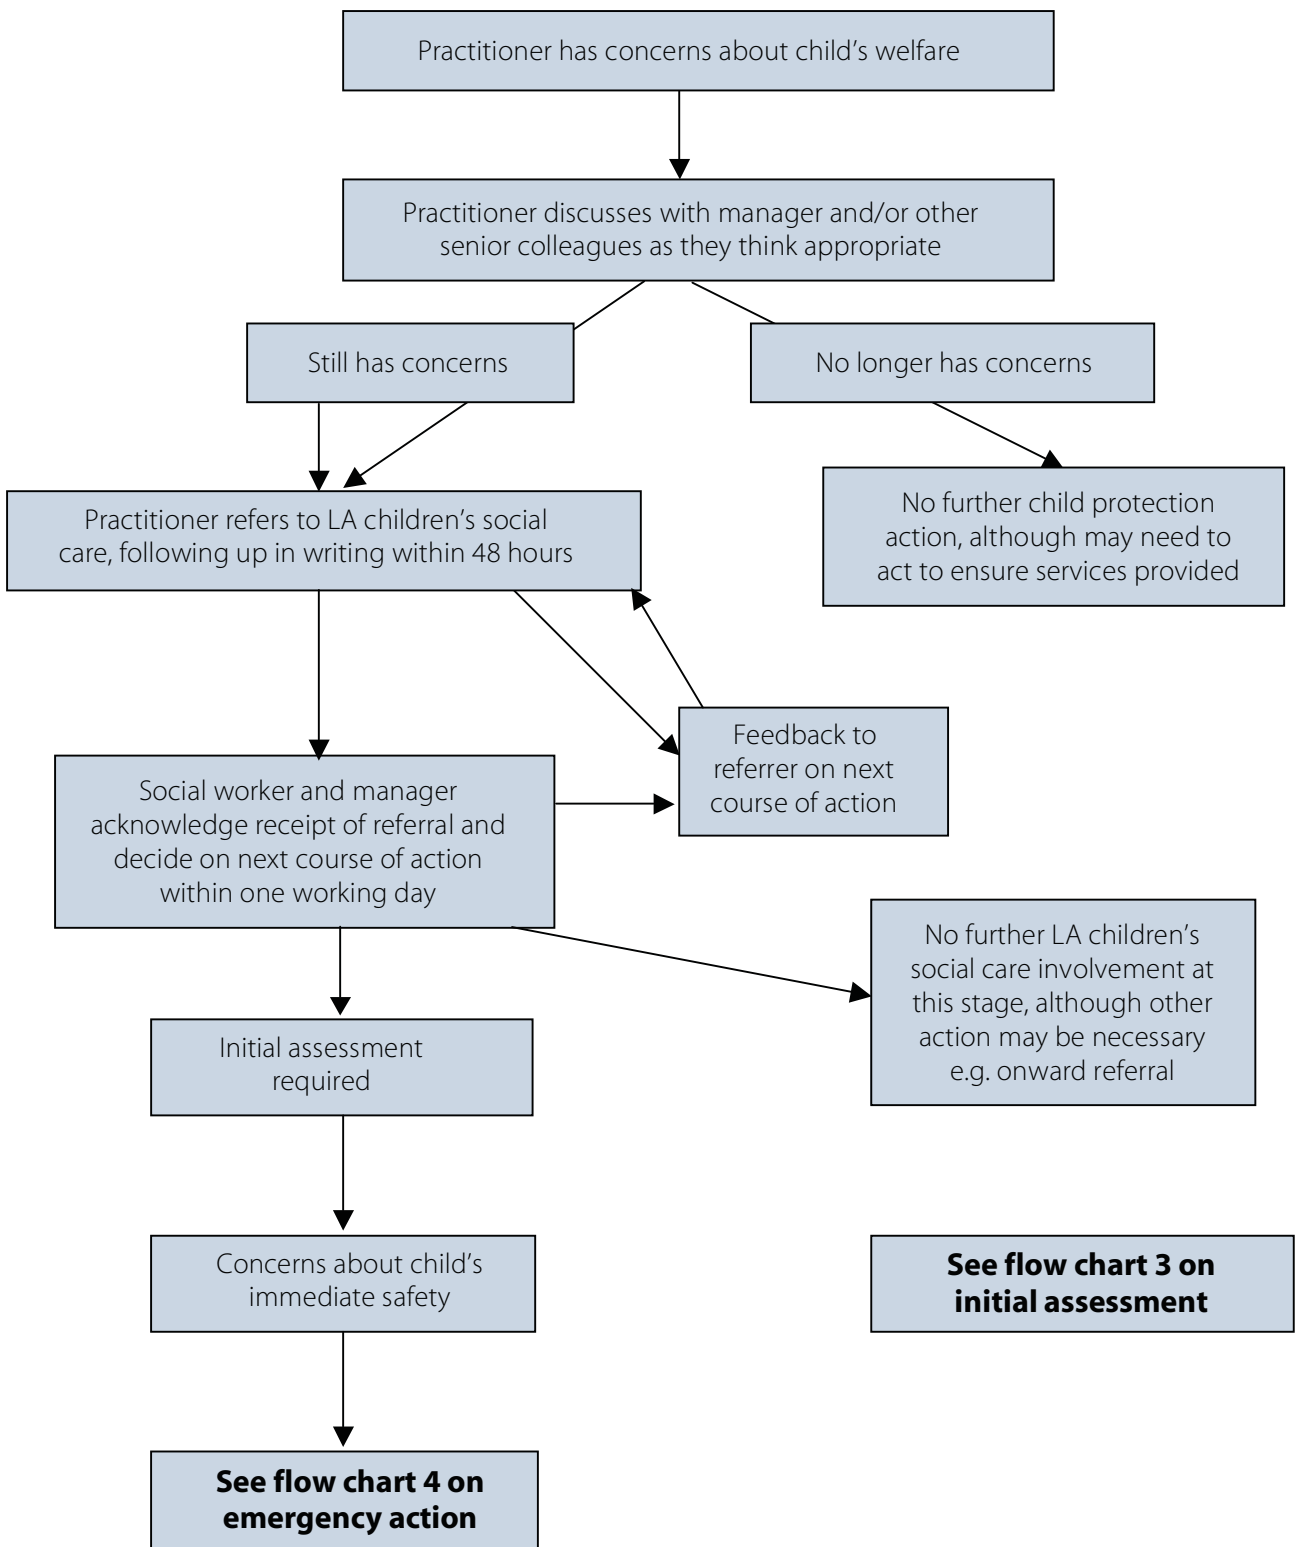 Practitioner has concerns about child’s welfare
Practitioner discusses with manager and/or other
senior colleagues as they think appropriate
Still has concerns
No longer has concerns
Practitioner refers to LA children’s social
care, following up in writing within 48 hours
No further child protection
action, although may need to
act to ensure services provided
Feedback to
referrer on next
course of action
Social worker and manager
acknowledge receipt of referral and
decide on next course of action
within one working day
No further LA children’s
social care involvement at
this stage, although other
action may be necessary
e.g. onward referral
Initial assessment
required
Concerns about child’s
immediate safety
See flow chart 3 on
initial assessment
See flow chart 4 on
emergency action